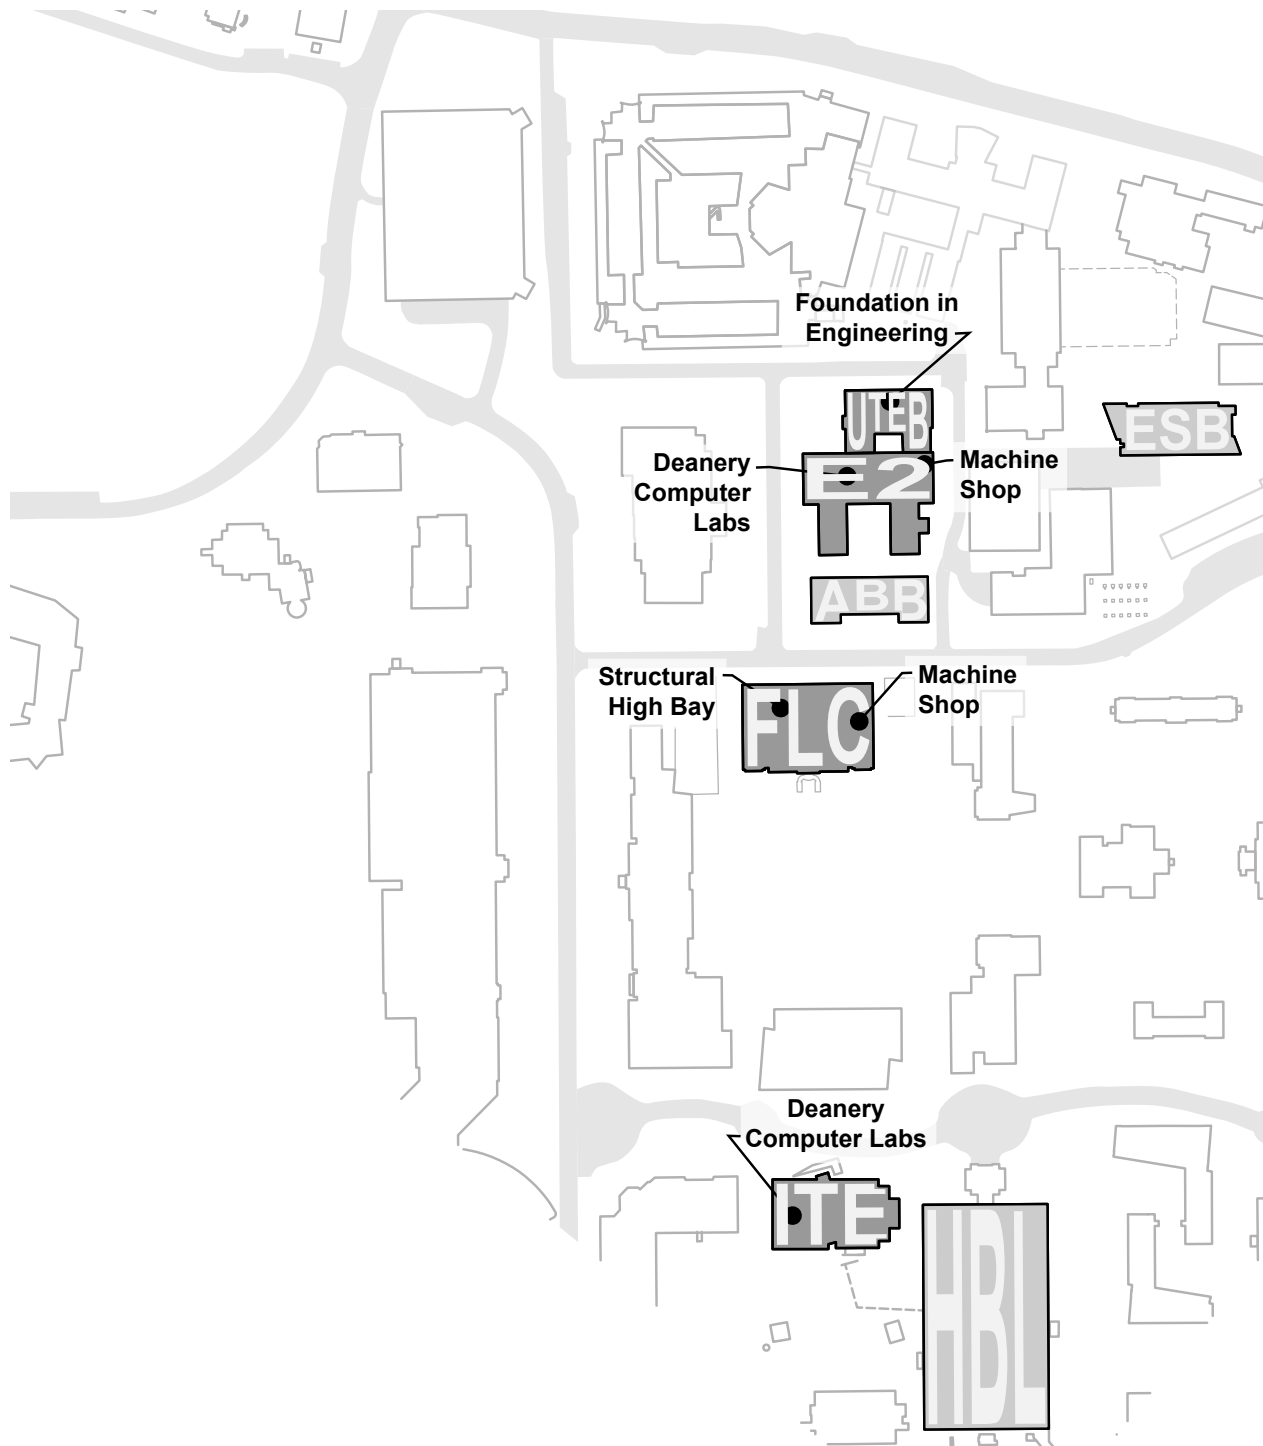 Foundation in
Engineering
UTEB
ESB
Deanery
Computer
Labs
E2
Machine
Shop
ABB
Structural
High Bay
FLC
Machine
Shop
Deanery
Computer Labs
ITE
HBL